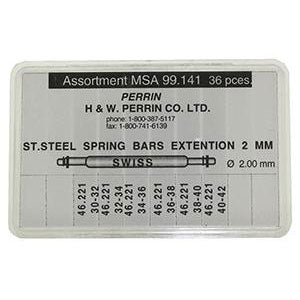 Assortment MSA 99.141 36 pces.
PERRIN
H & W. PERRIN CO. LTD.
phone: 1-800-387-5117
fax: 1-800-741-6139
ST.STEEL SPRING BARS EXTENTION 2 MM
SWISS
Ø 2.00 mm
46.221
30-32
46.221
32-34
46.221
34-36
46.221
36-38
46.221
38-40
46.221
40-42